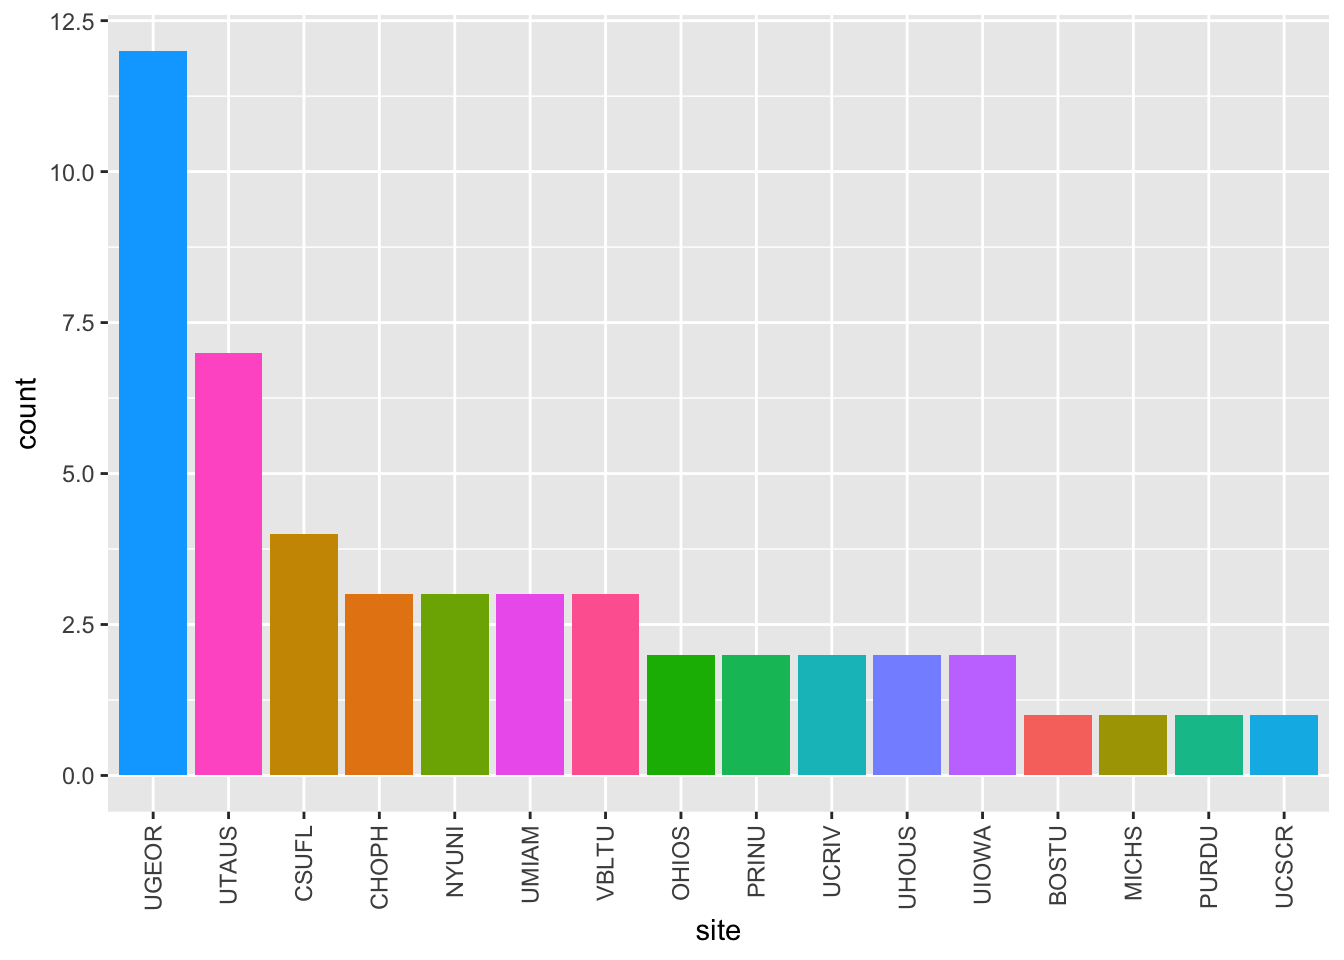 12.5
10.0
7.5
5.0
2.5
0.0
count
UGEOR
UTAUS
CSUFL
CHOPH
NYUNI
UMIAM
VBLTU
OHIOS
PRINU
UCRIV
UHOUS
UIOWA
BOSTU
MICHS
PURDU
UCSCR
site